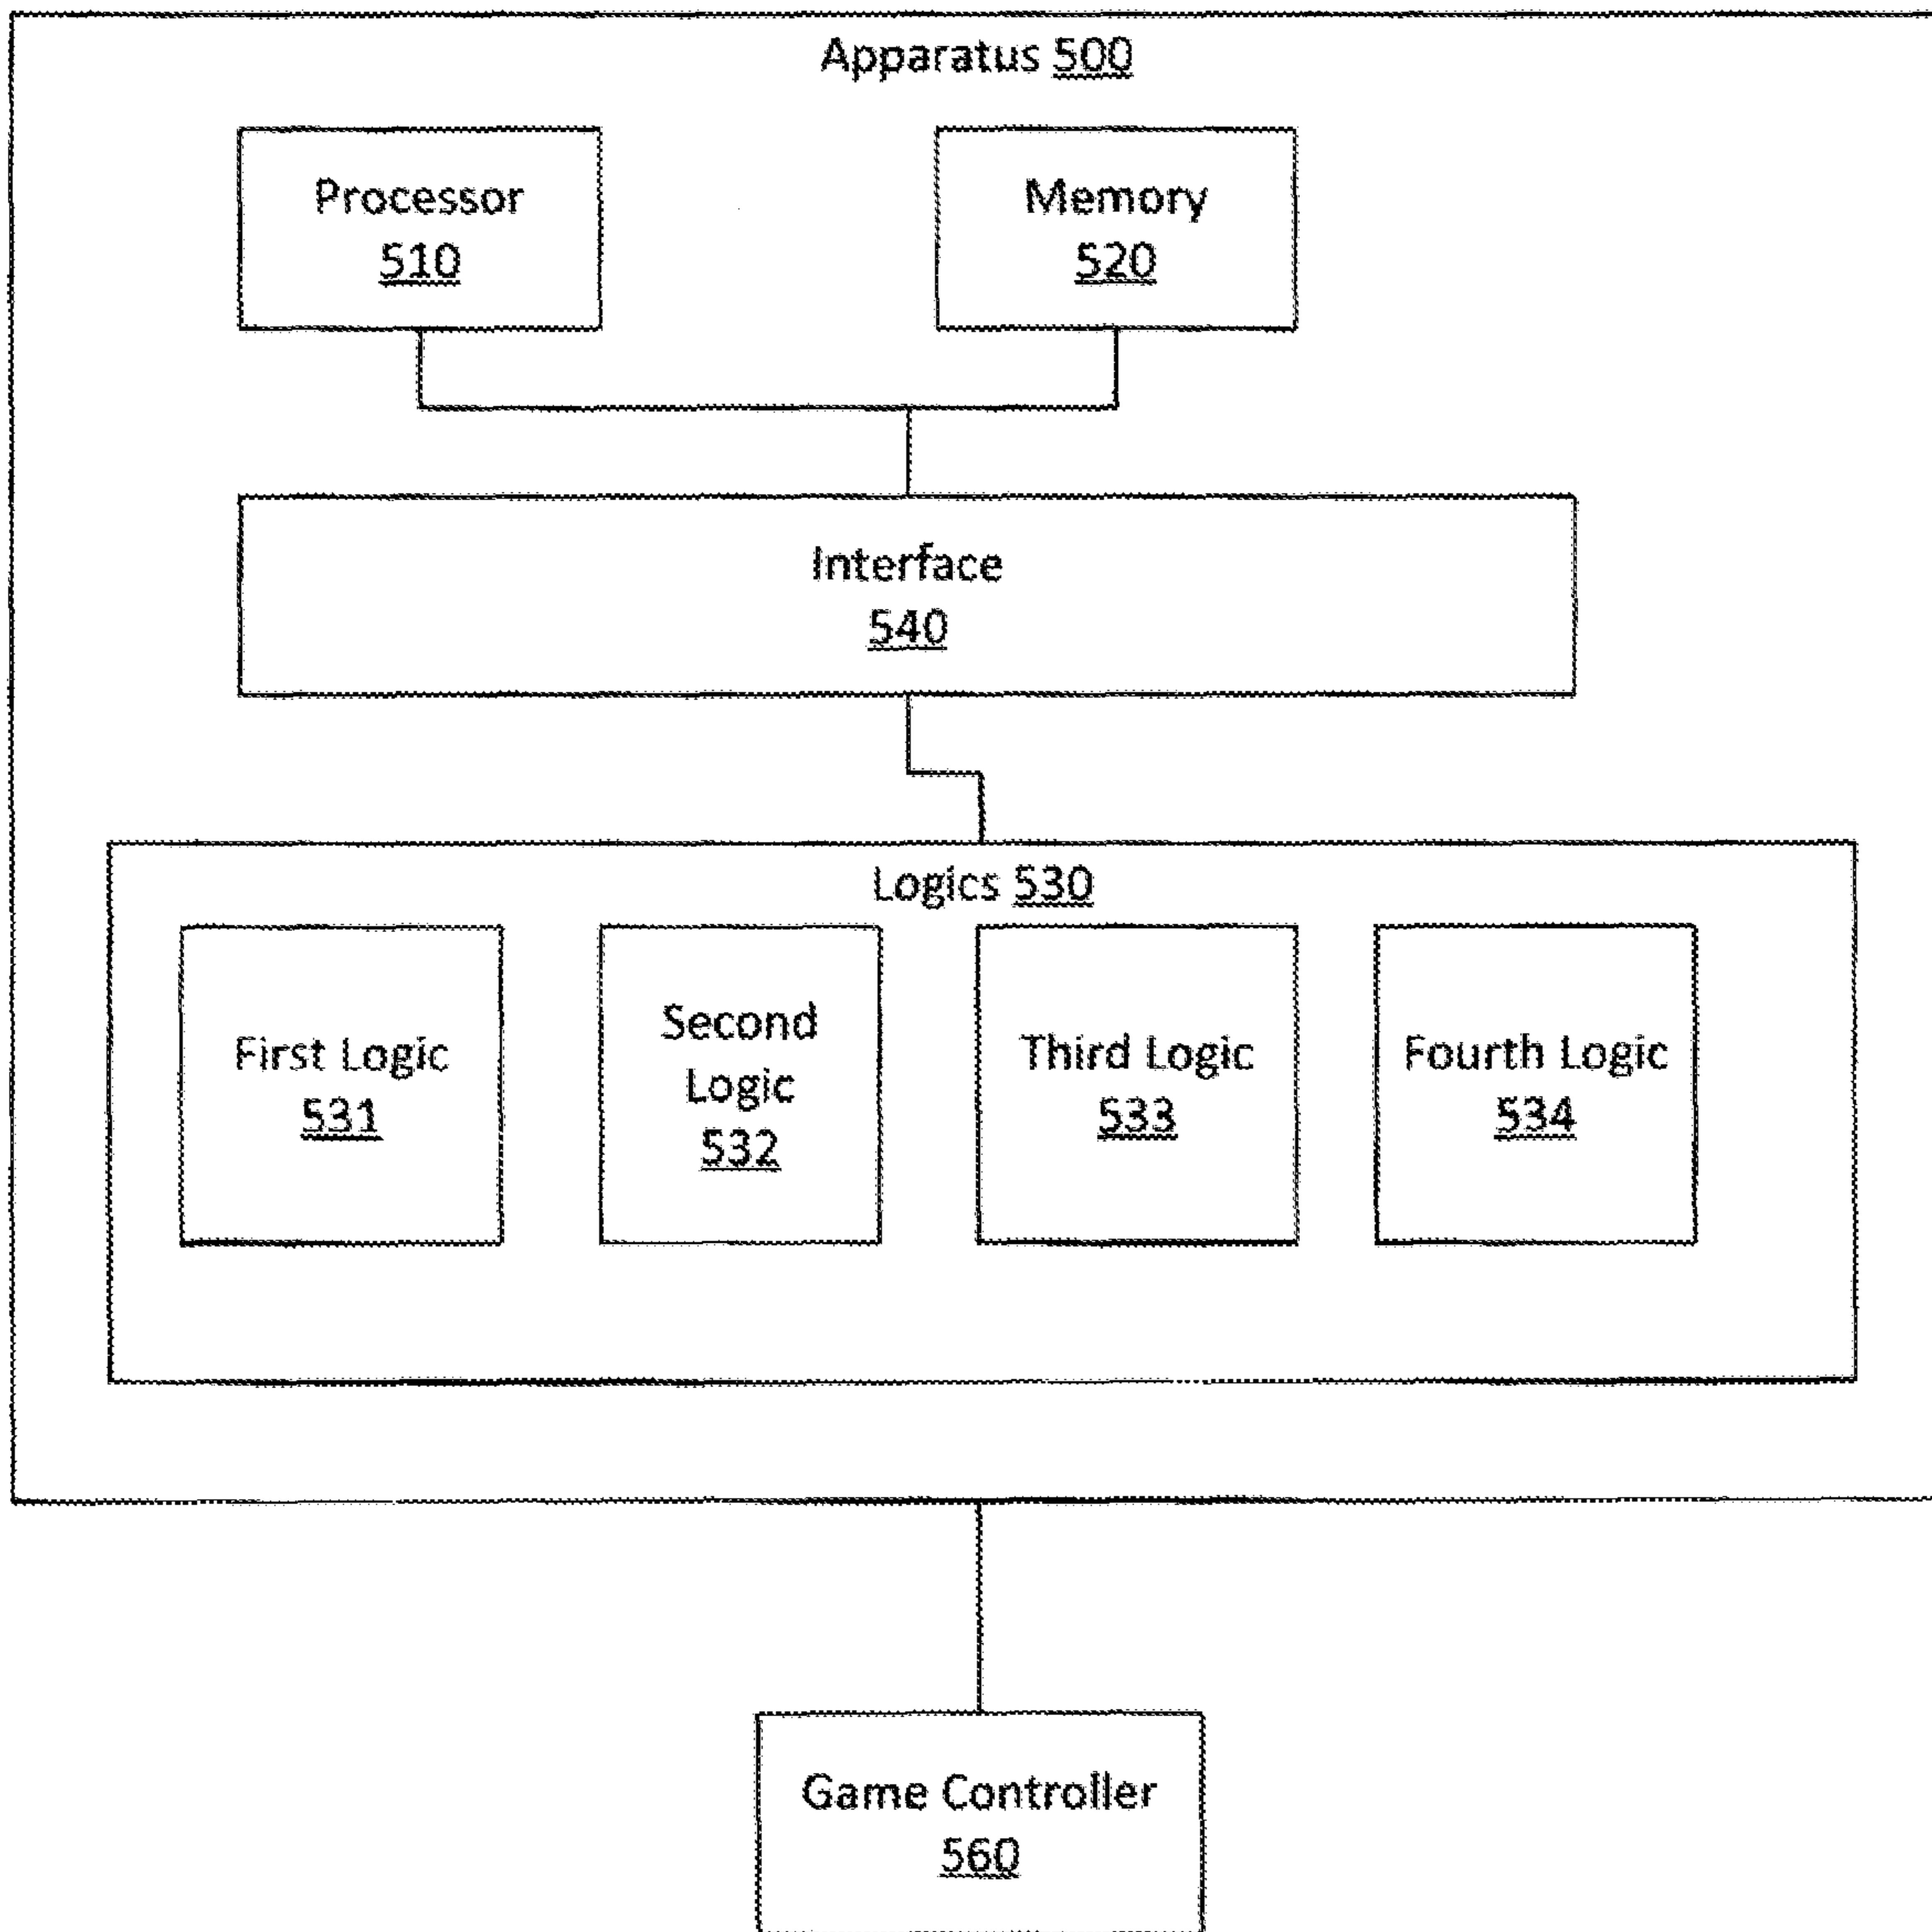 Apparatus 500
Processor
510
Memory
520
Interface
540
Logics 530
First Logic
531
Second
Logic
532
Third Logic
533
Fourth Logic
534
Game Controller
560